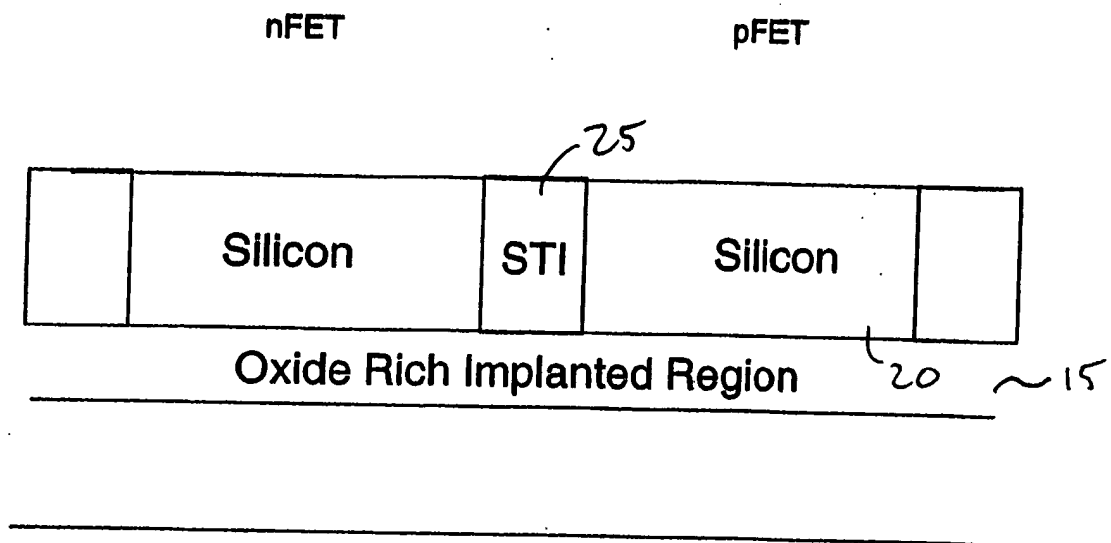 nFET pFET
25
Silicon STI Silicon
Oxide Rich Implanted Region 20 ~15